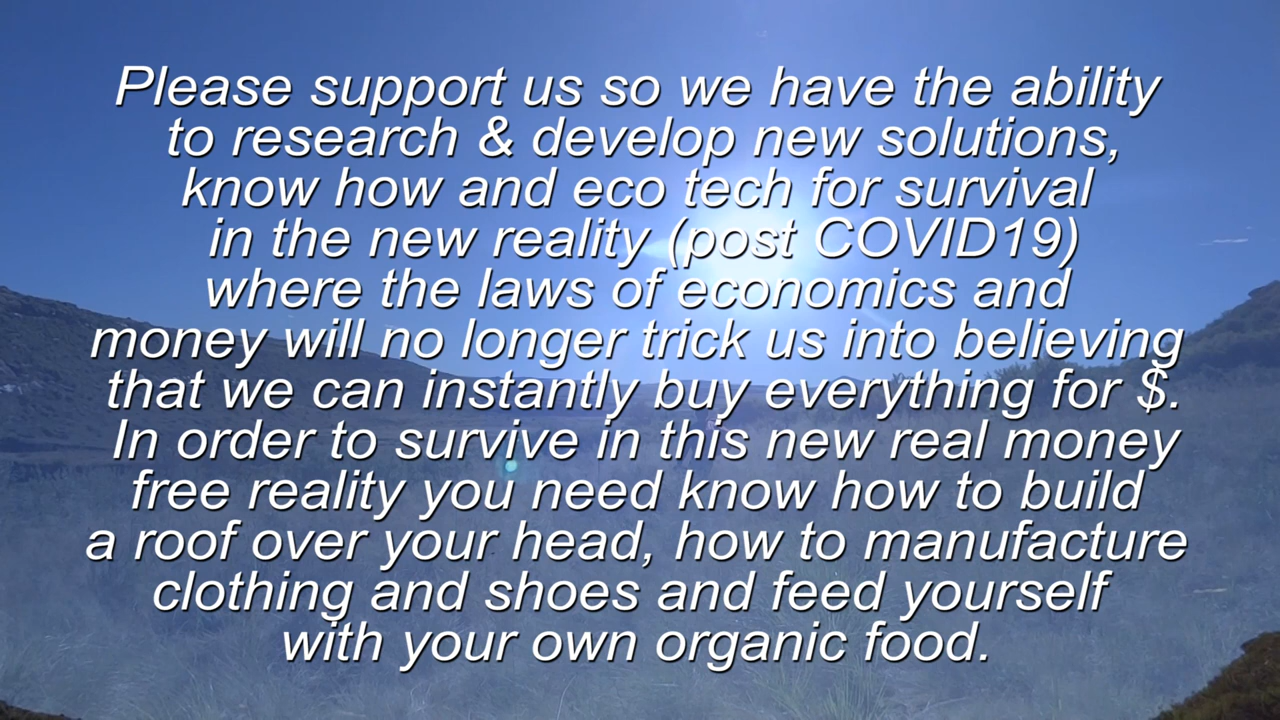 Please support us so we have the ability
to research & develop new solutions,
know how and eco tech for survival
in the new reality (post COVID19)
where the laws of economics and
money will no longer trick us into believing
that we can instantly buy everything for $.
In order to survive in this new real money
free reality you need know how to build
a roof over your head, how to manufacture
clothing and shoes and feed yourself
with your own organic food.